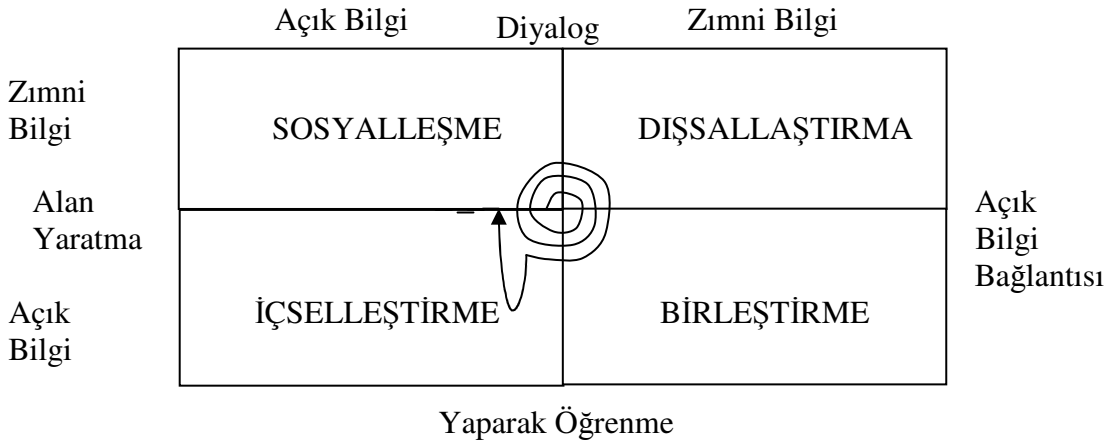 Açık Bilgi
Diyalog
Zımni Bilgi
Zımni
Bilgi
SOSYALLEŞME
DIŞSALLAŞTIRMA
Alan
Yaratma
Açık
Bilgi
Bağlantısı
Açık
Bilgi
İÇSELLEŞTİRME
BİRLEŞTİRME
Yaparak Öğrenme